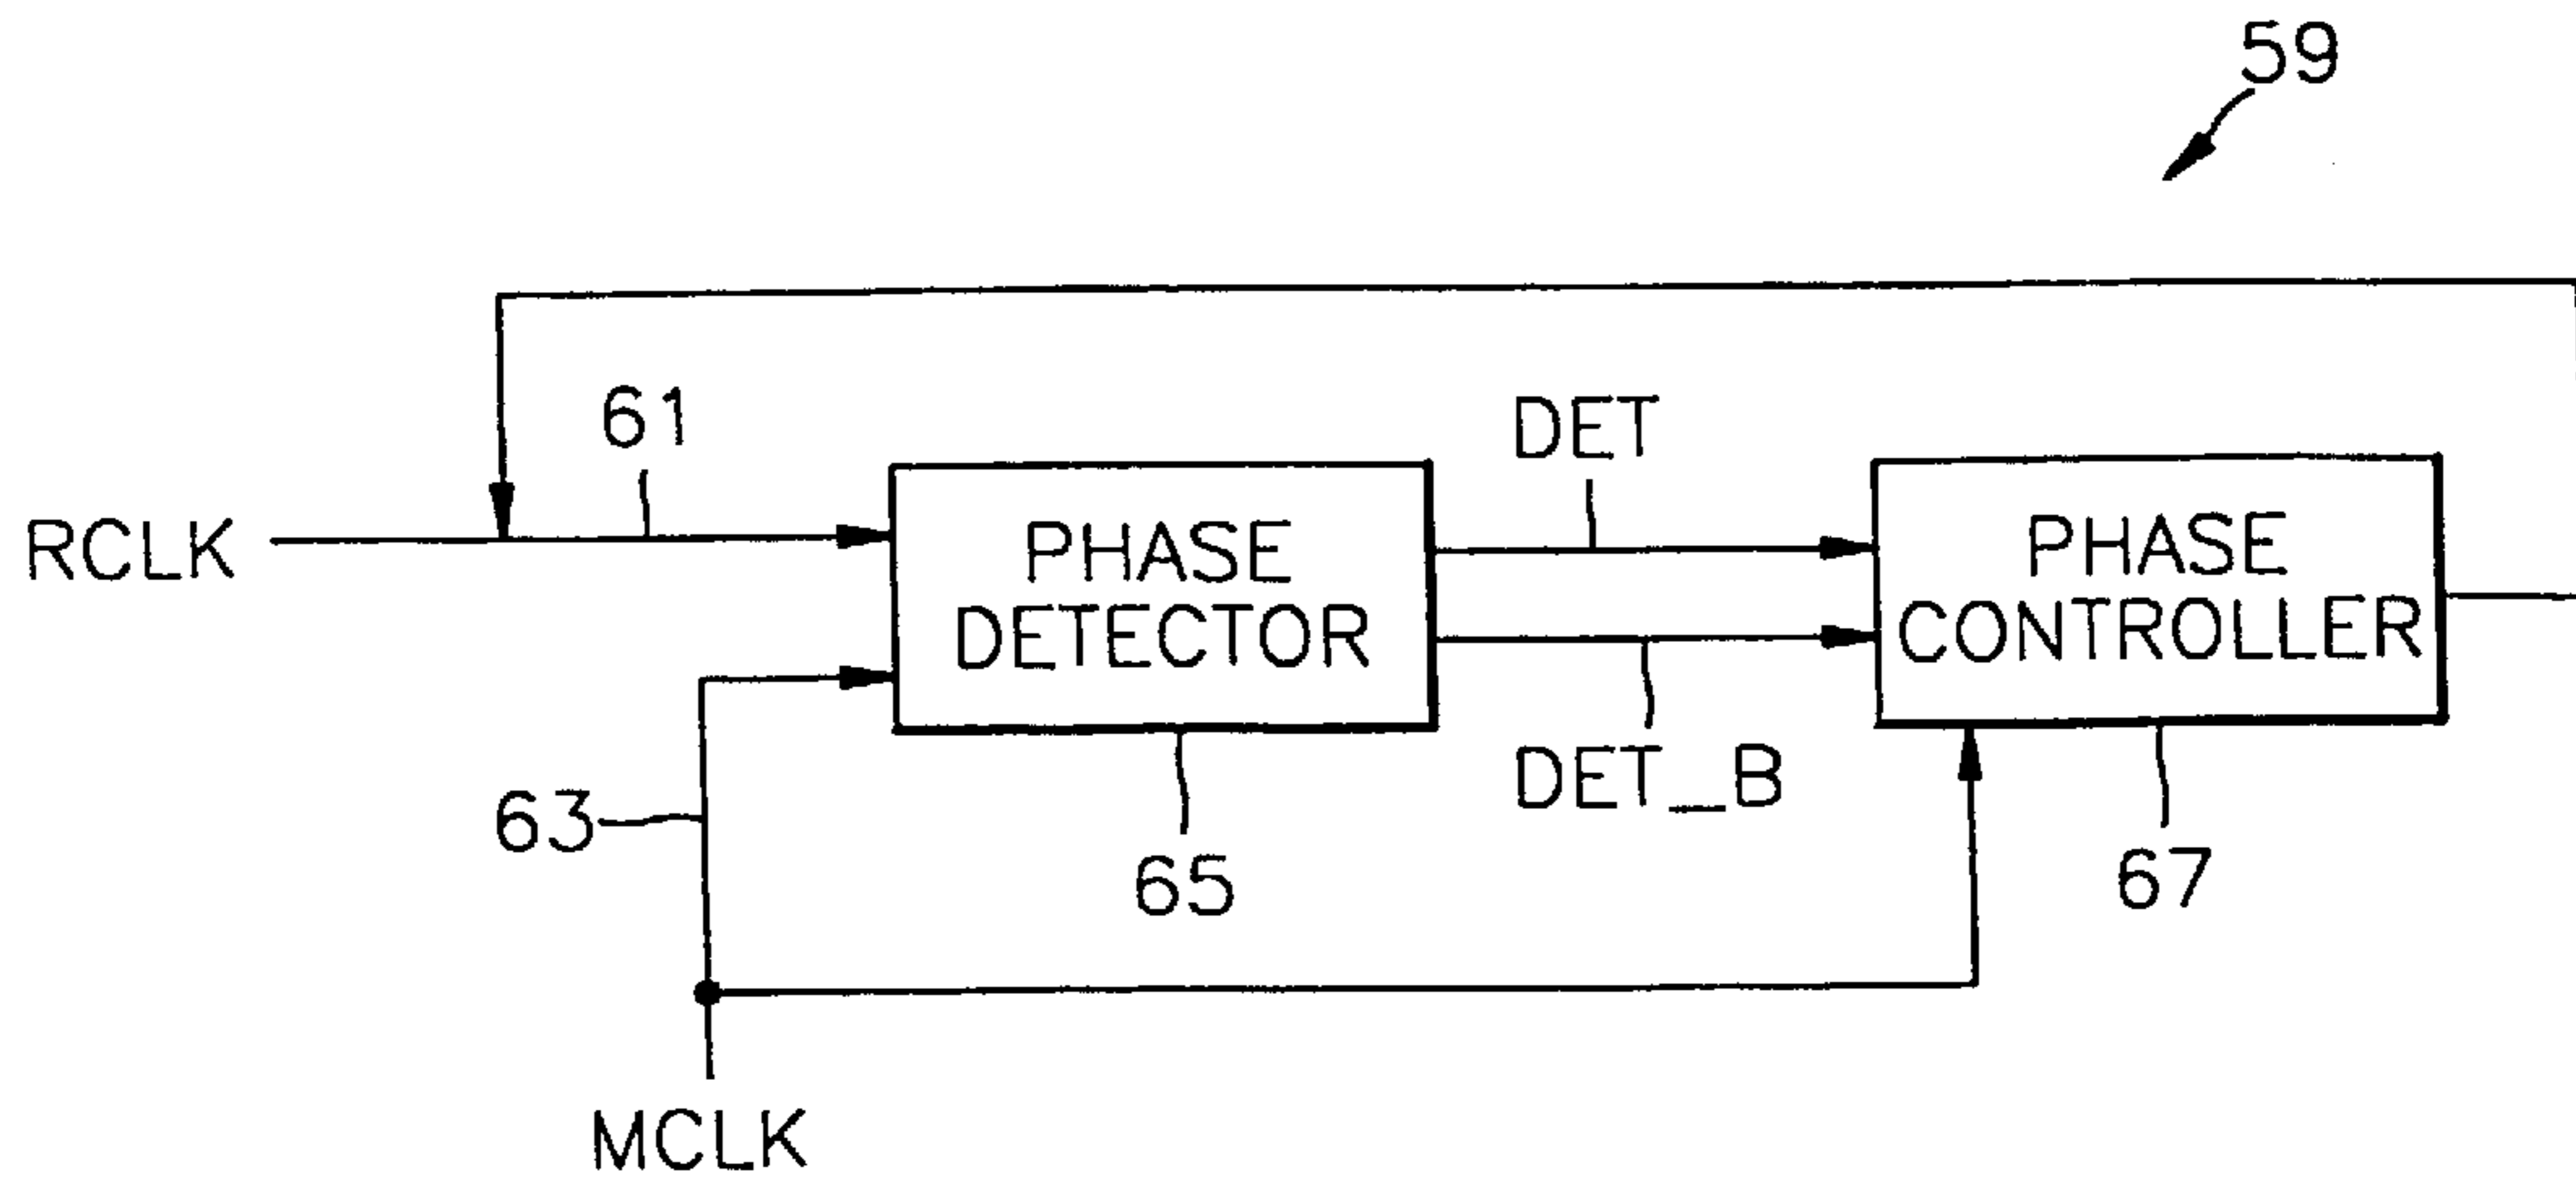 59
61
DET
RCLK
PHASE
DETECTOR
PHASE
CONTROLLER
63
DET_B
65
67
MCLK